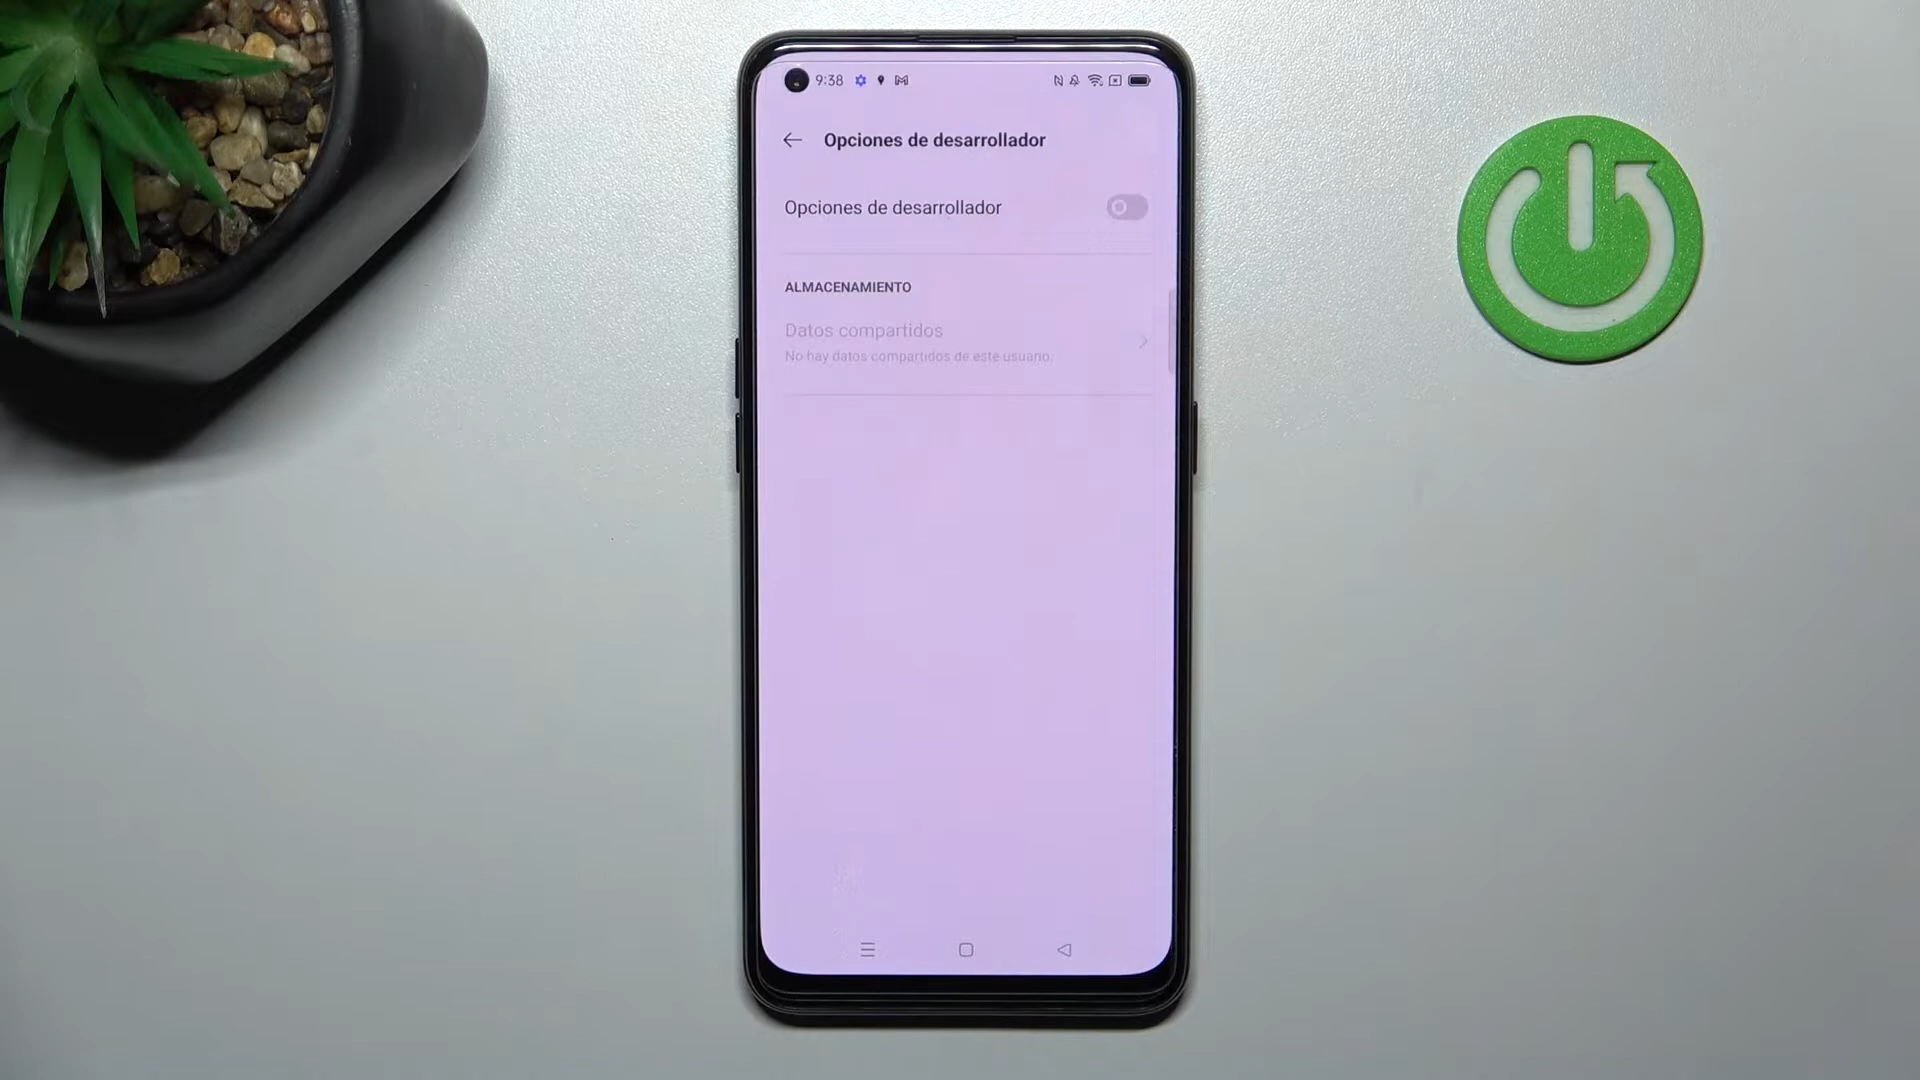 9:38
Opciones de desarrollador
Opciones de desarrollador
ALMACENAMIENTO
Datos compartidos
No hay datos compartidos de este usuario.